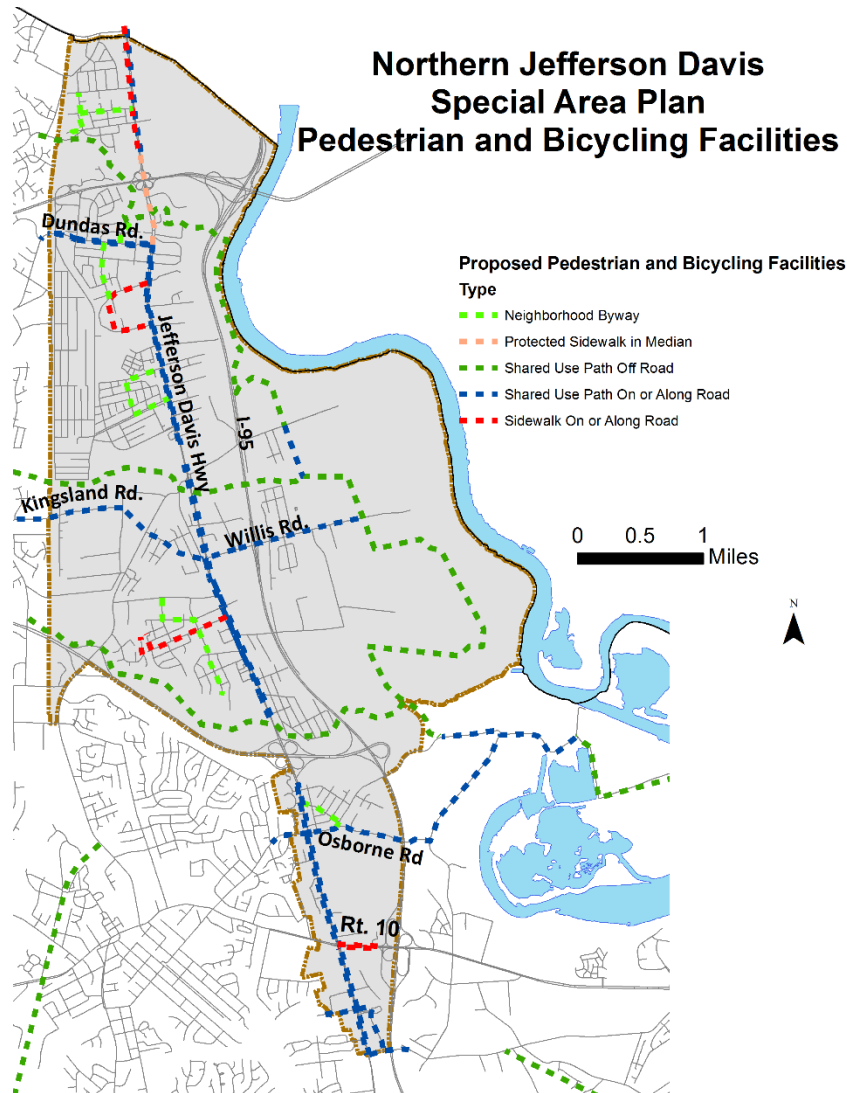 Northern Jefferson Davis
Special Area Plan
Pedestrian and Bicycling Facilities
Dundas Rd.
Proposed Pedestrian and Bicycling Facilities
Type
Neighborhood Byway
Protected Sidewalk in Median
Shared Use Path Off Road
Shared Use Path On or Along Road
Sidewalk On or Along Road
Jefferson Davis Hwy
I-95
Kingsland Rd.
Willis Rd.
0 0.5 1
Miles
N
Osborne Rd
Rt. 10